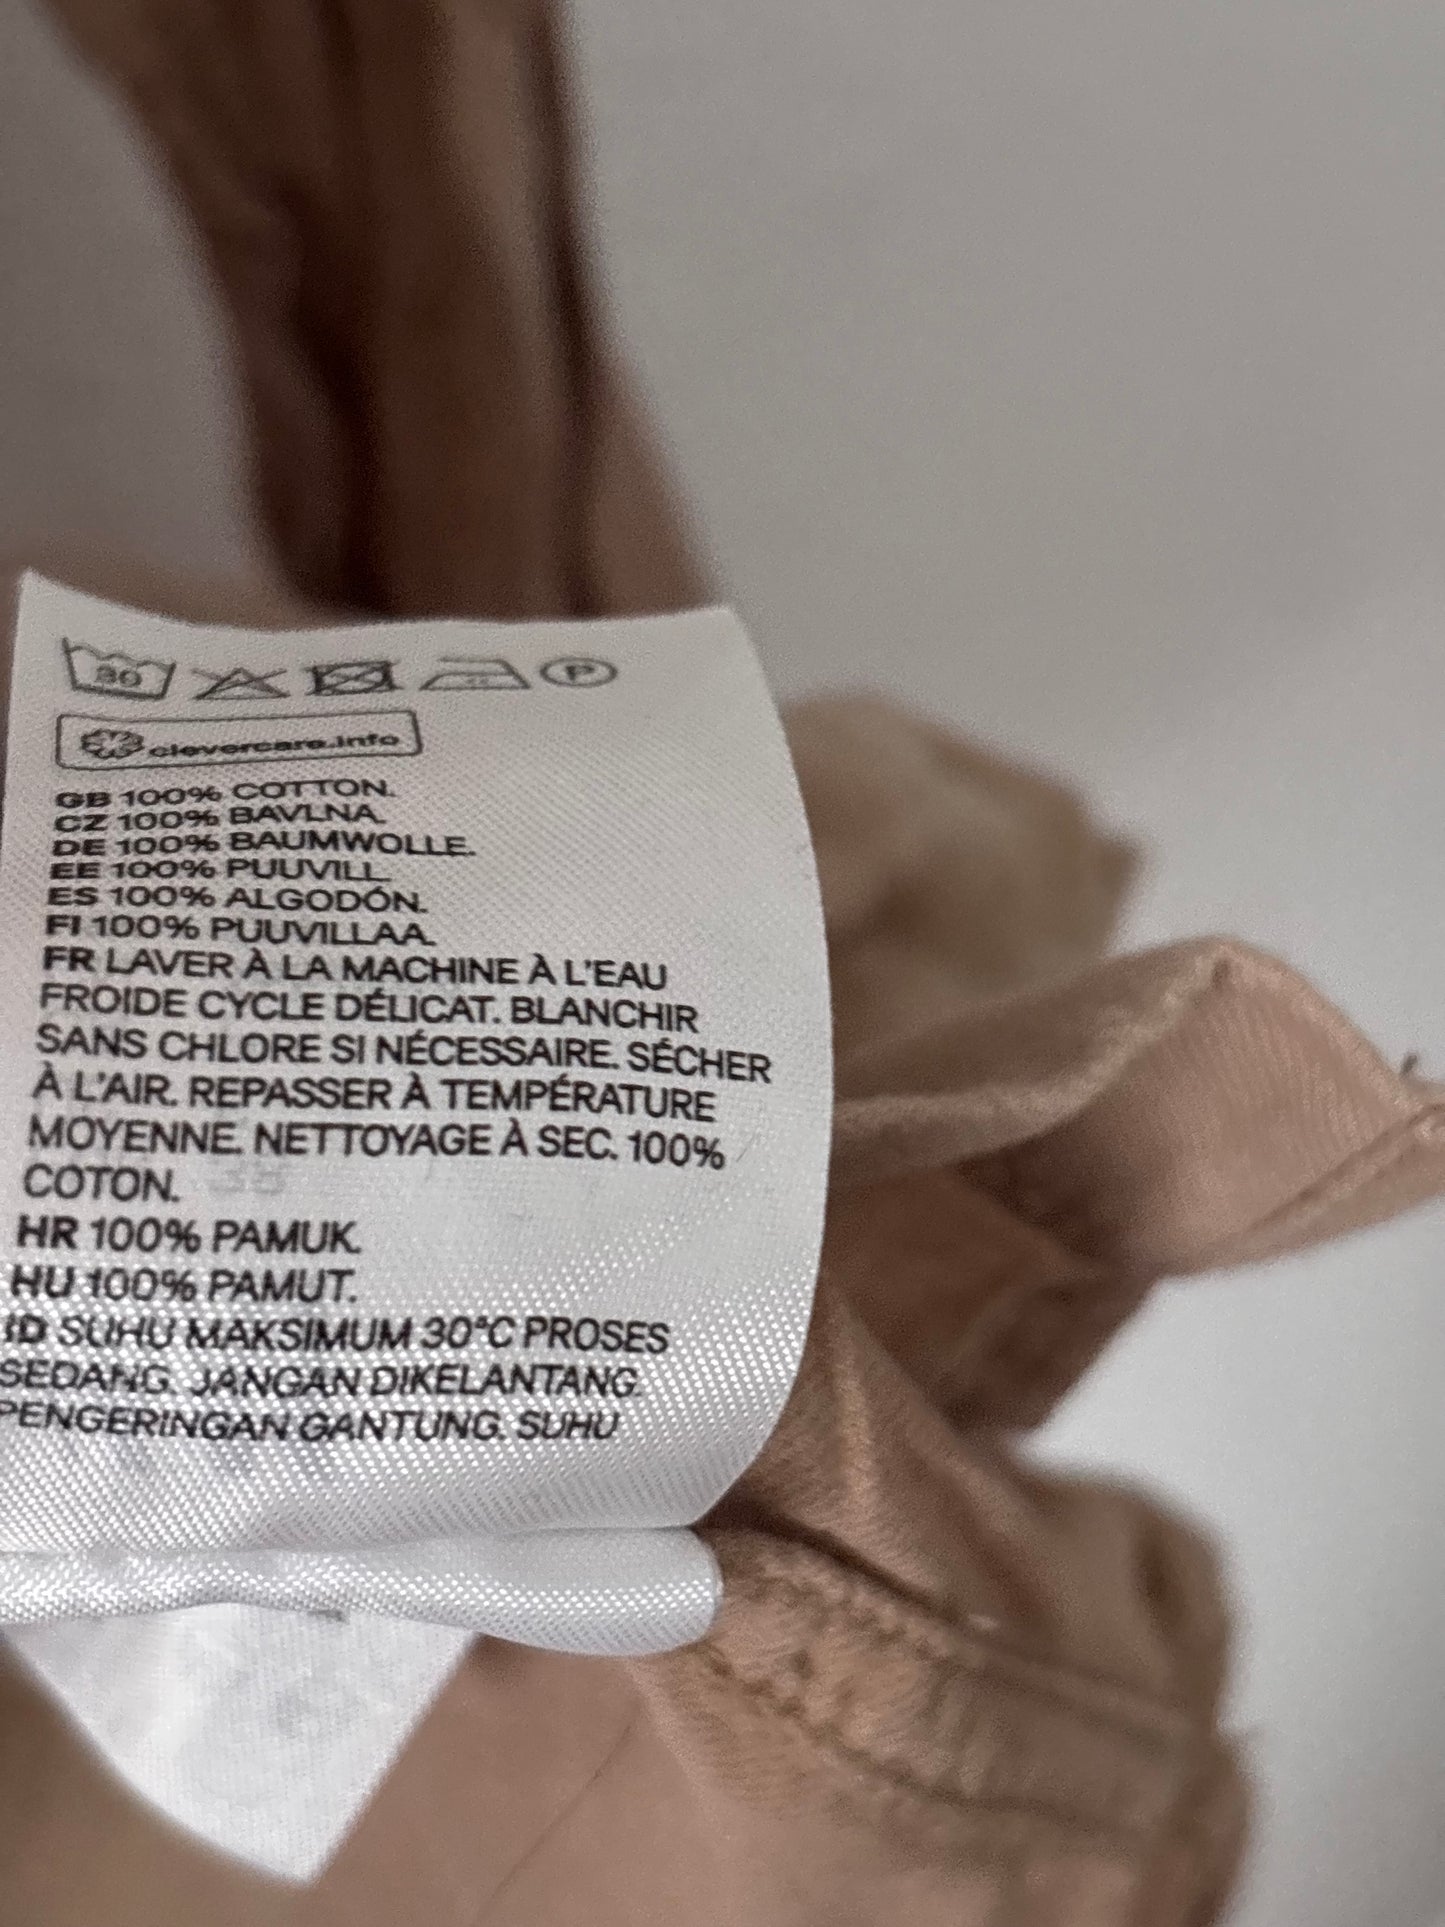 30
P
clevercare.info
GB 100% COTTON.
CZ 100% BAVLNA.
DE 100% BAUMWOLLE.
EE 100% PUUVILL.
ES 100% ALGODÓN.
FI 100% PUUVILLAA.
FR LAVER À LA MACHINE À L'EAU
FROIDE CYCLE DÉLICAT. BLANCHIR
SANS CHLORE SI NÉCESSAIRE. SÉCHER
À L'AIR. REPASSER À TEMPÉRATURE
MOYENNE. NETTOYAGE À SEC. 100%
COTON.
HR 100% PAMUK.
HU 100% PAMUT.
ID SUHU MAKSIMUM 30°C PROSES
SEDANG. JANGAN DIKELANTANG.
PENGERINGAN GANTUNG. SUHU